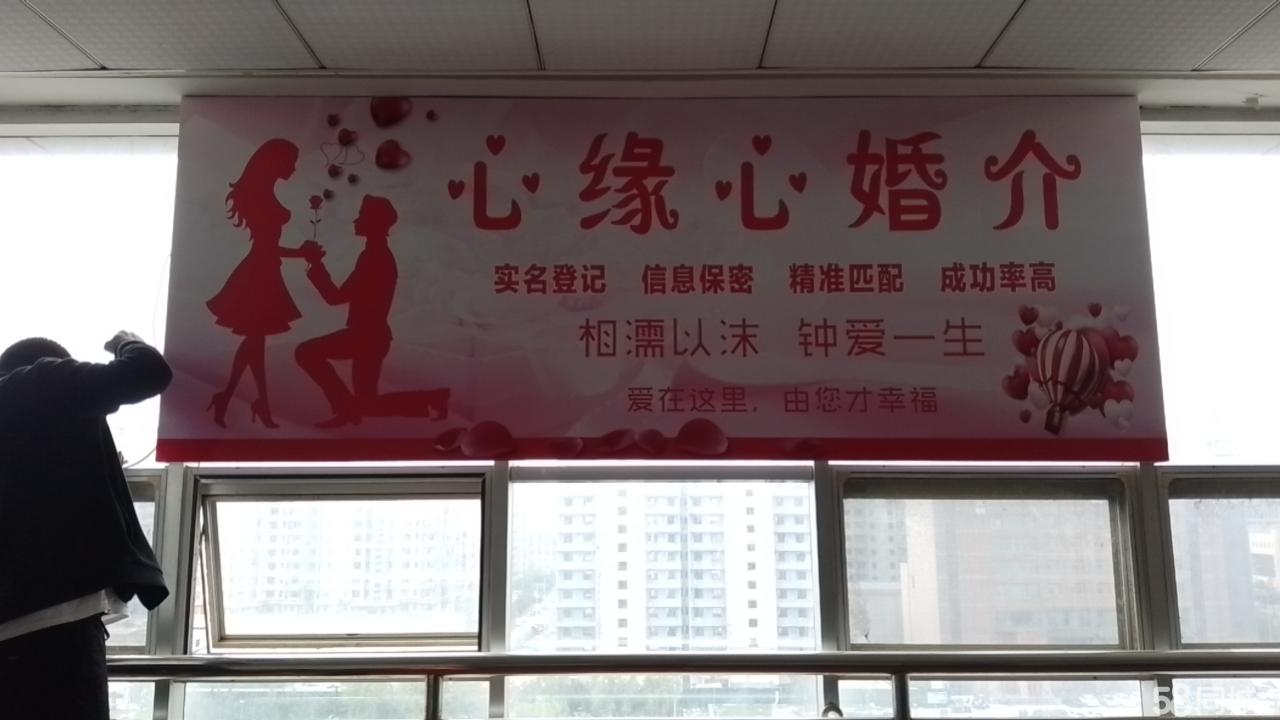 心缘心婚介
实名登记 信息保密 精准匹配 成功率高
相濡以沫 钟爱一生
爱在这里，由您才幸福